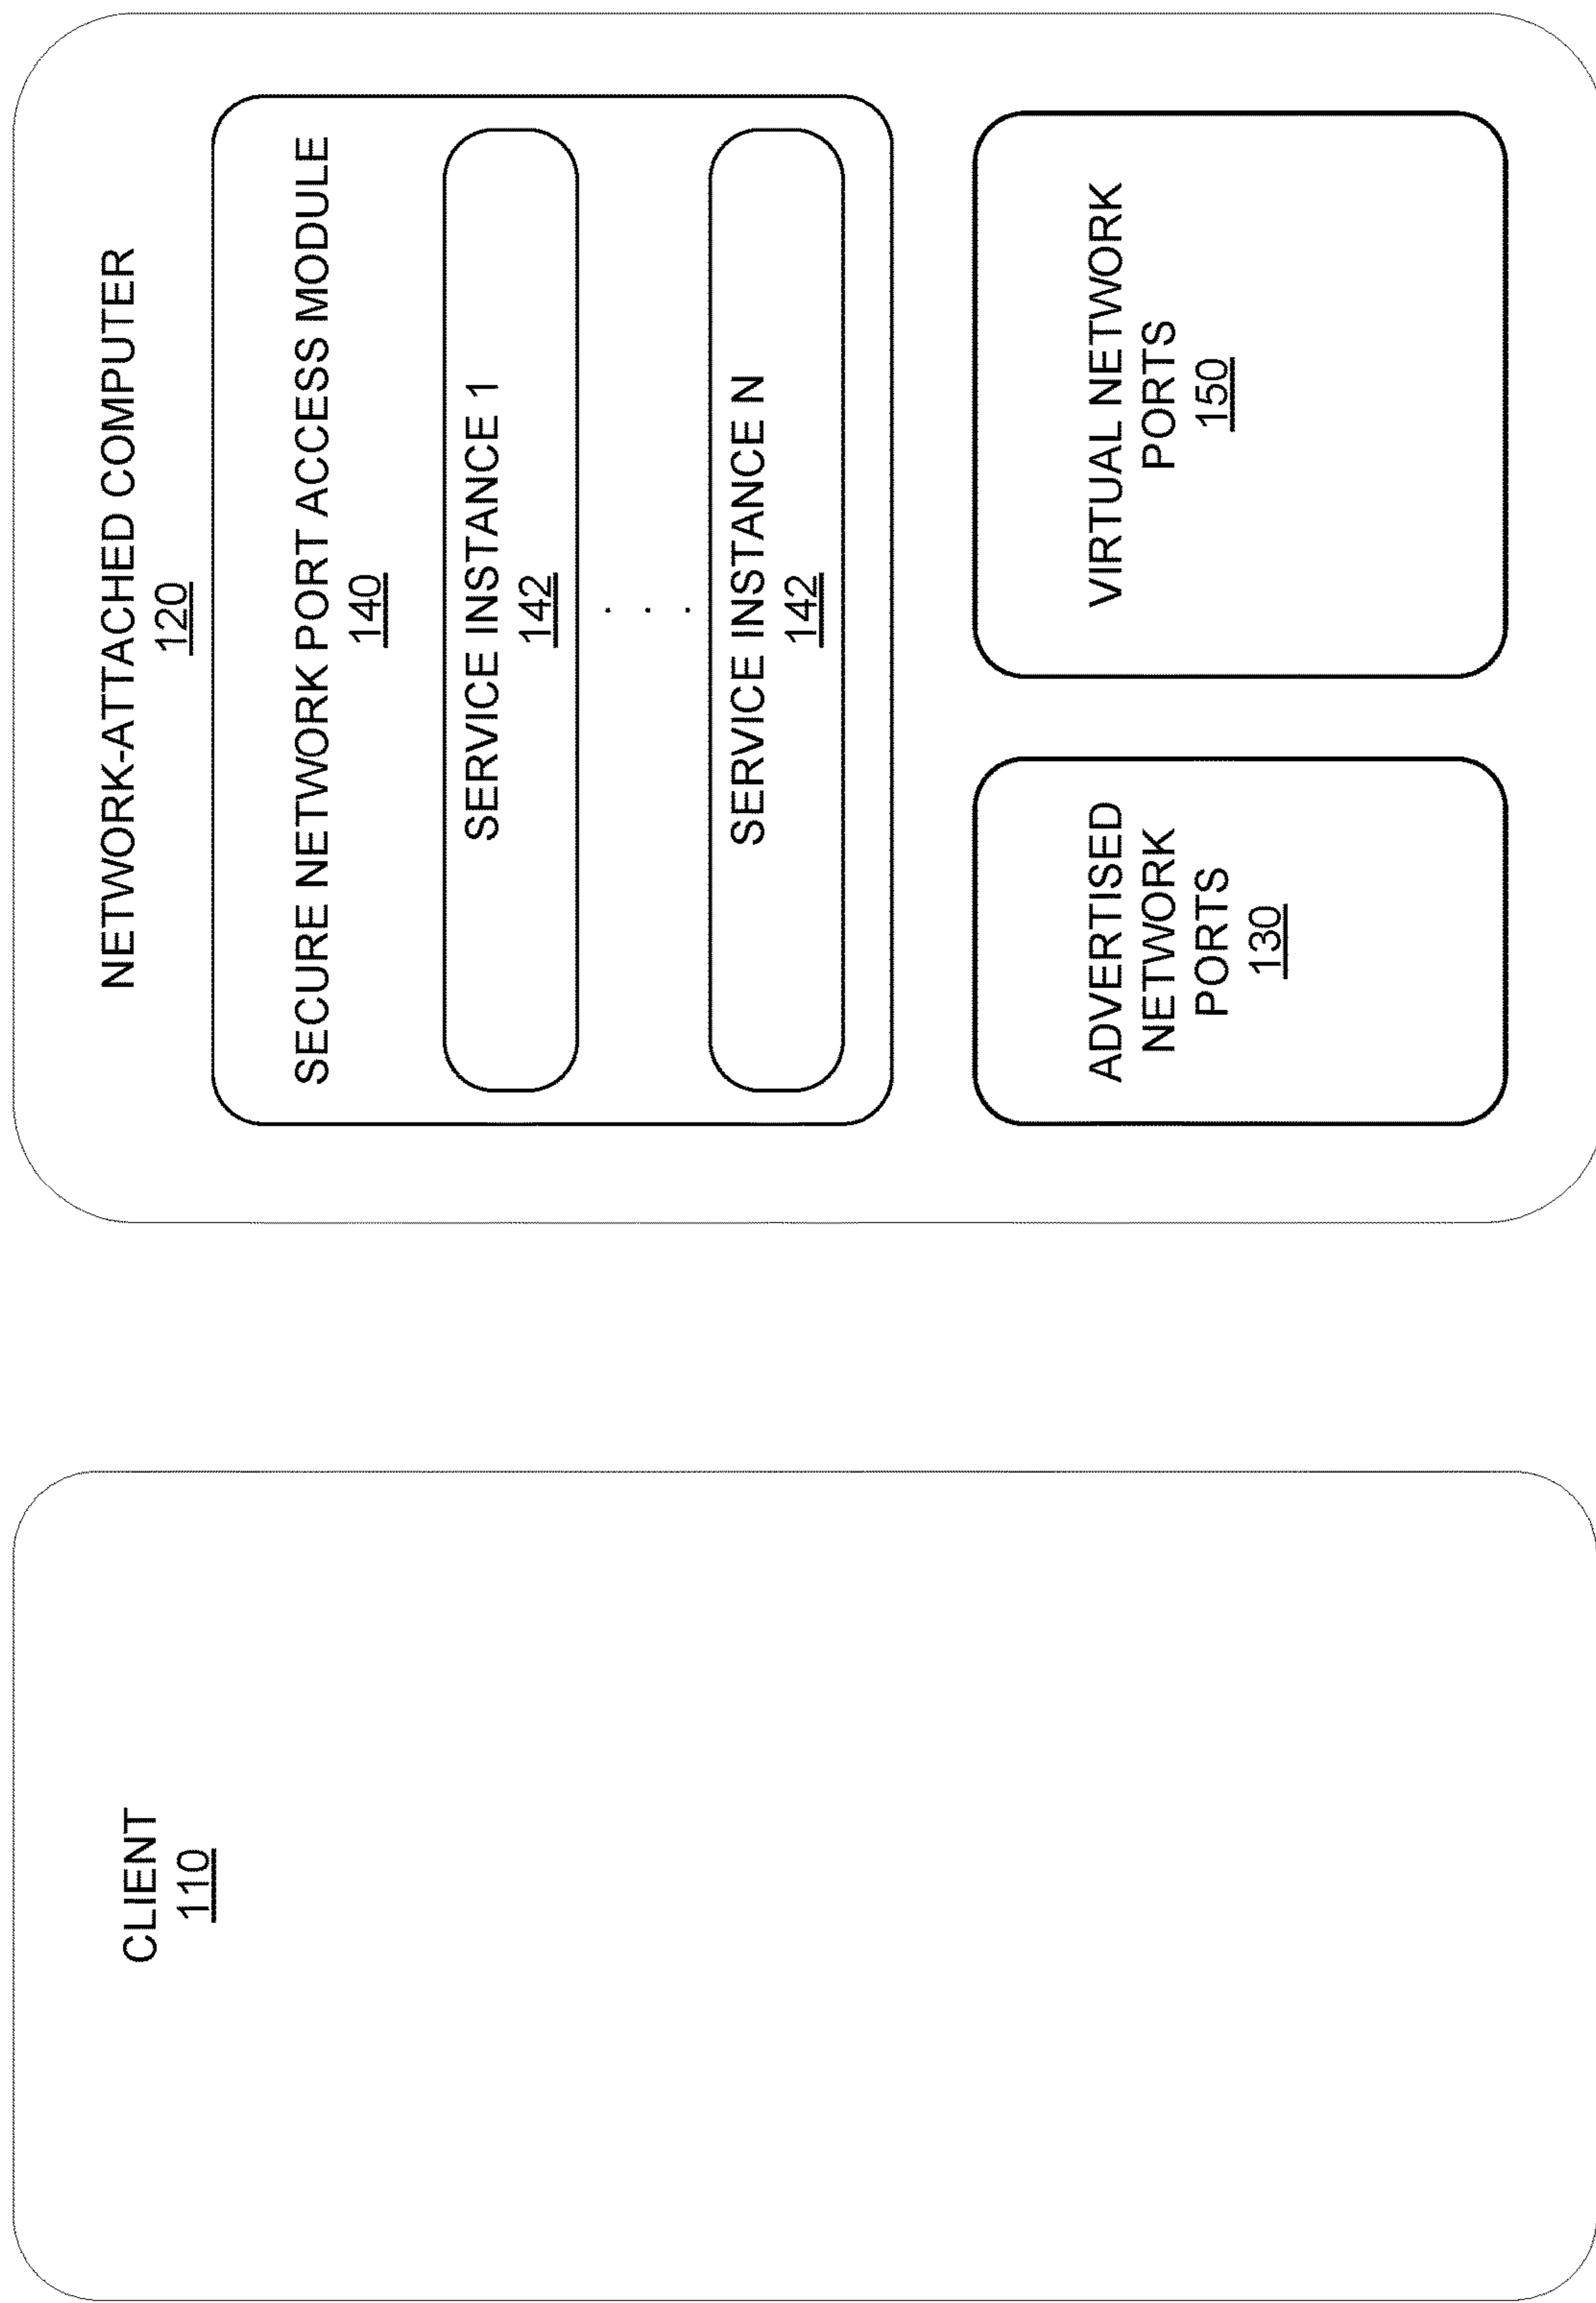 CLIENT
110
NETWORK-ATTACHED COMPUTER
120
SECURE NETWORK PORT ACCESS MODULE
140
SERVICE INSTANCE 1
142
. . .
SERVICE INSTANCE N
142
ADVERTISED
NETWORK
PORTS
130
VIRTUAL NETWORK
PORTS
150